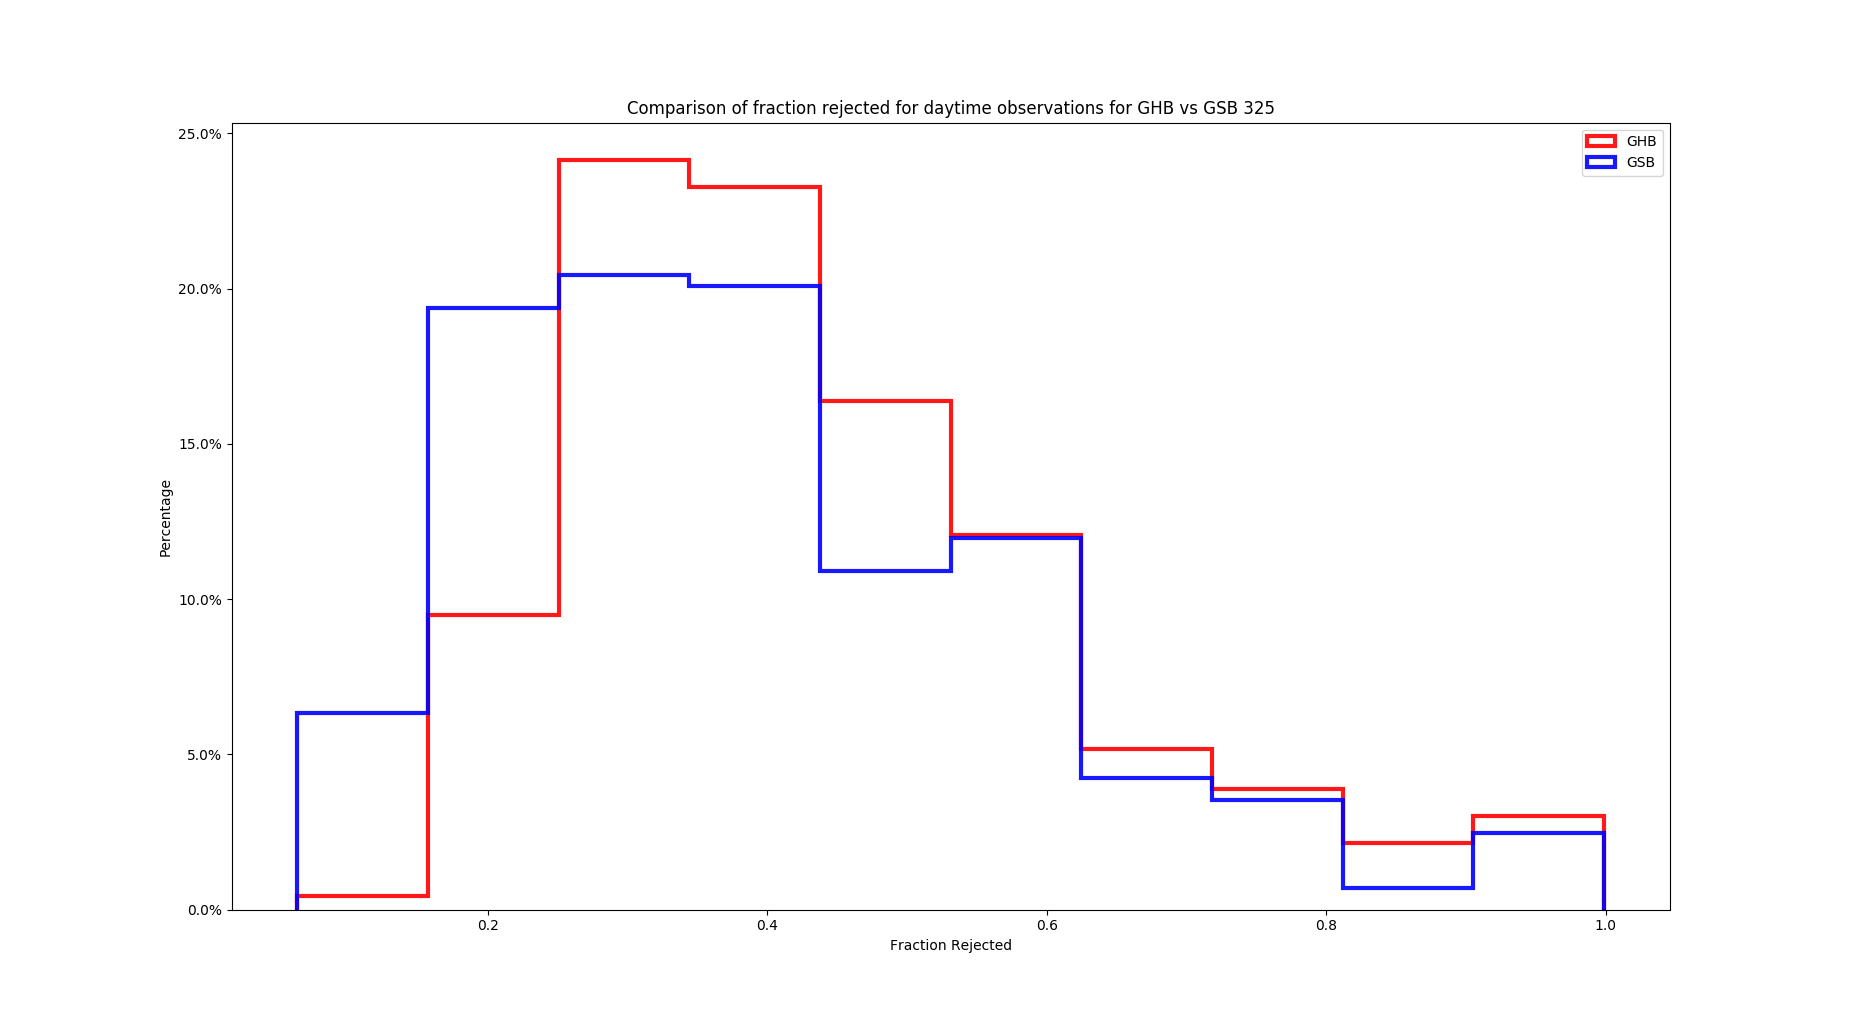 Comparison of fraction rejected for daytime observations for GHB vs GSB 325
GHB
GSB
25.0%
20.0%
15.0%
10.0%
5.0%
0.0%
Percentage
0.2
0.4
0.6
0.8
1.0
Fraction Rejected